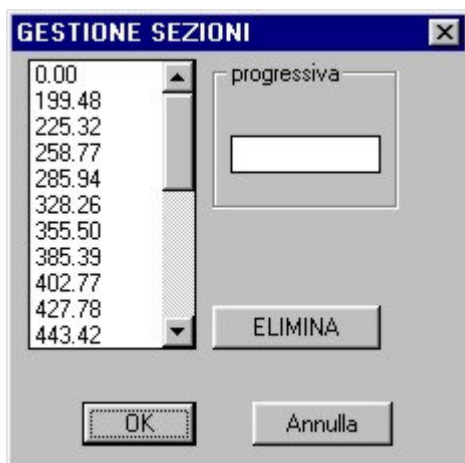 GESTIONE SEZIONI
0.00
199.48
225.32
258.77
285.94
328.26
355.50
385.39
402.77
427.78
443.42
progressiva
ELIMINA
OK
Annulla